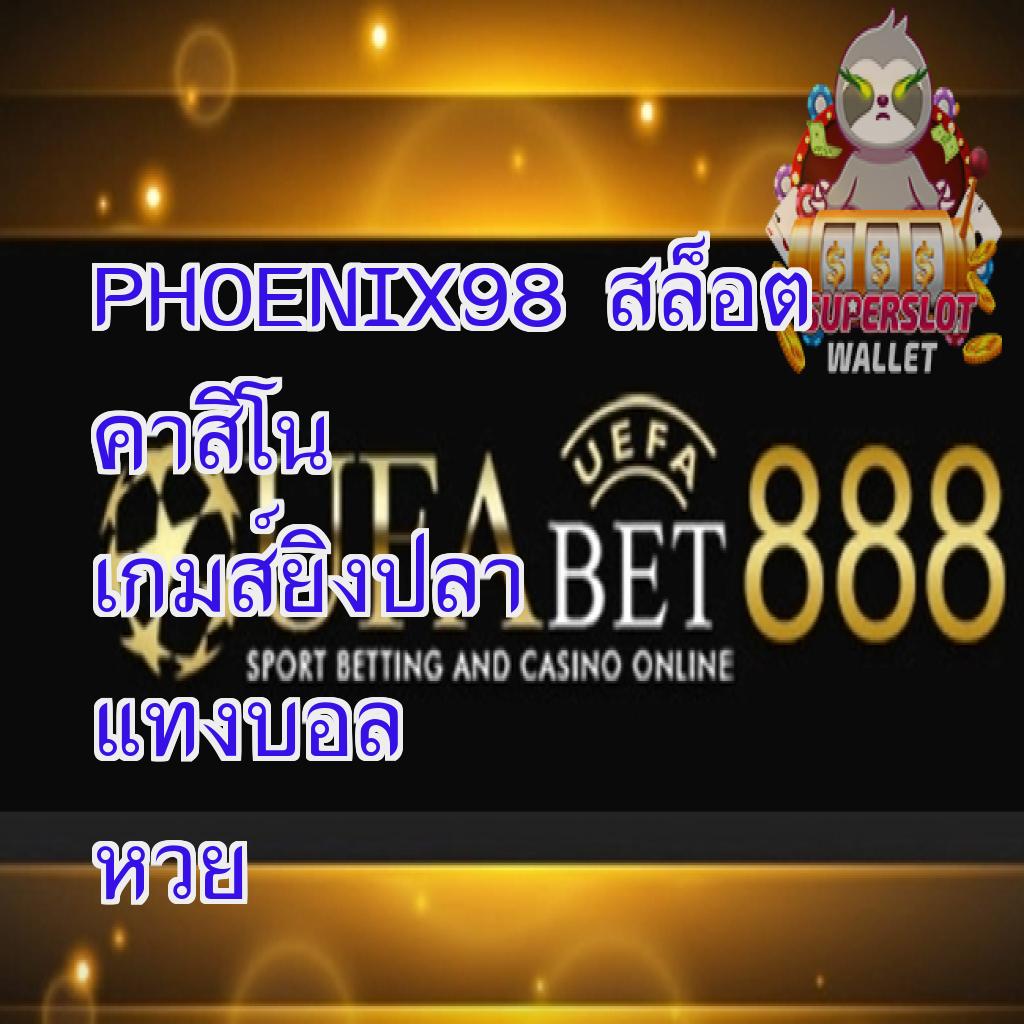 PHOENIX98 สล็อต
SUPERSLOT
WALLET
คาสิโน
UEFA
UFABET888
เกมส์ยิงปลา
SPORT BETTING AND CASINO ONLINE
แทงบอล
หวย